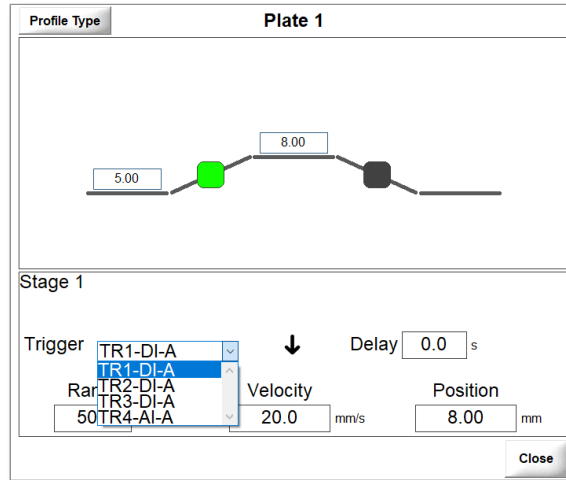 Profile Type
Plate 1
8.00
5.00
Stage 1
Trigger TR1-DI-A Delay 0.0 s
TR1-DI-A
TR2-DI-A
TR3-DI-A
TR4-AI-A
Velocity Position
20.0 mm/s 8.00 mm
Close